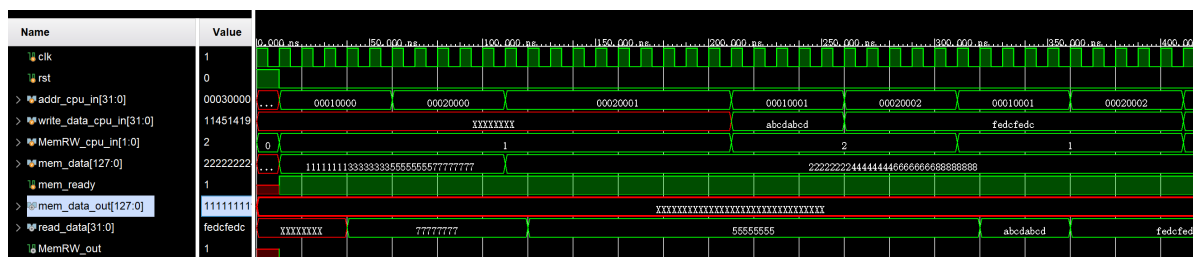 Name Value
0.000 ns 50.000 ns 100.000 ns 150.000 ns 200.000 ns 250.000 ns 300.000 ns 350.000 ns 400.0
clk 1
rst 0
addr_cpu_in[31:0] 00030000 ... 00010000 00020000 00020001 00010001 00020002 00010001 00020002
write_data_cpu_in[31:0] 11451419 XXXXXXXX abcdabcd fedcfedc
MemRW_cpu_in[1:0] 2 0 1 2 1
mem_data[127:0] 22222222 ... 11111111333333335555555577777777 22222222444444446666666688888888
mem_ready 1
mem_data_out[127:0] 11111111 XXXXXXXXXXXXXXXXXXXXXXXXXXXXXXXX
read_data[31:0] fedcfedc XXXXXXXX 77777777 55555555 abcdabcd fedcfed
MemRW_out 1